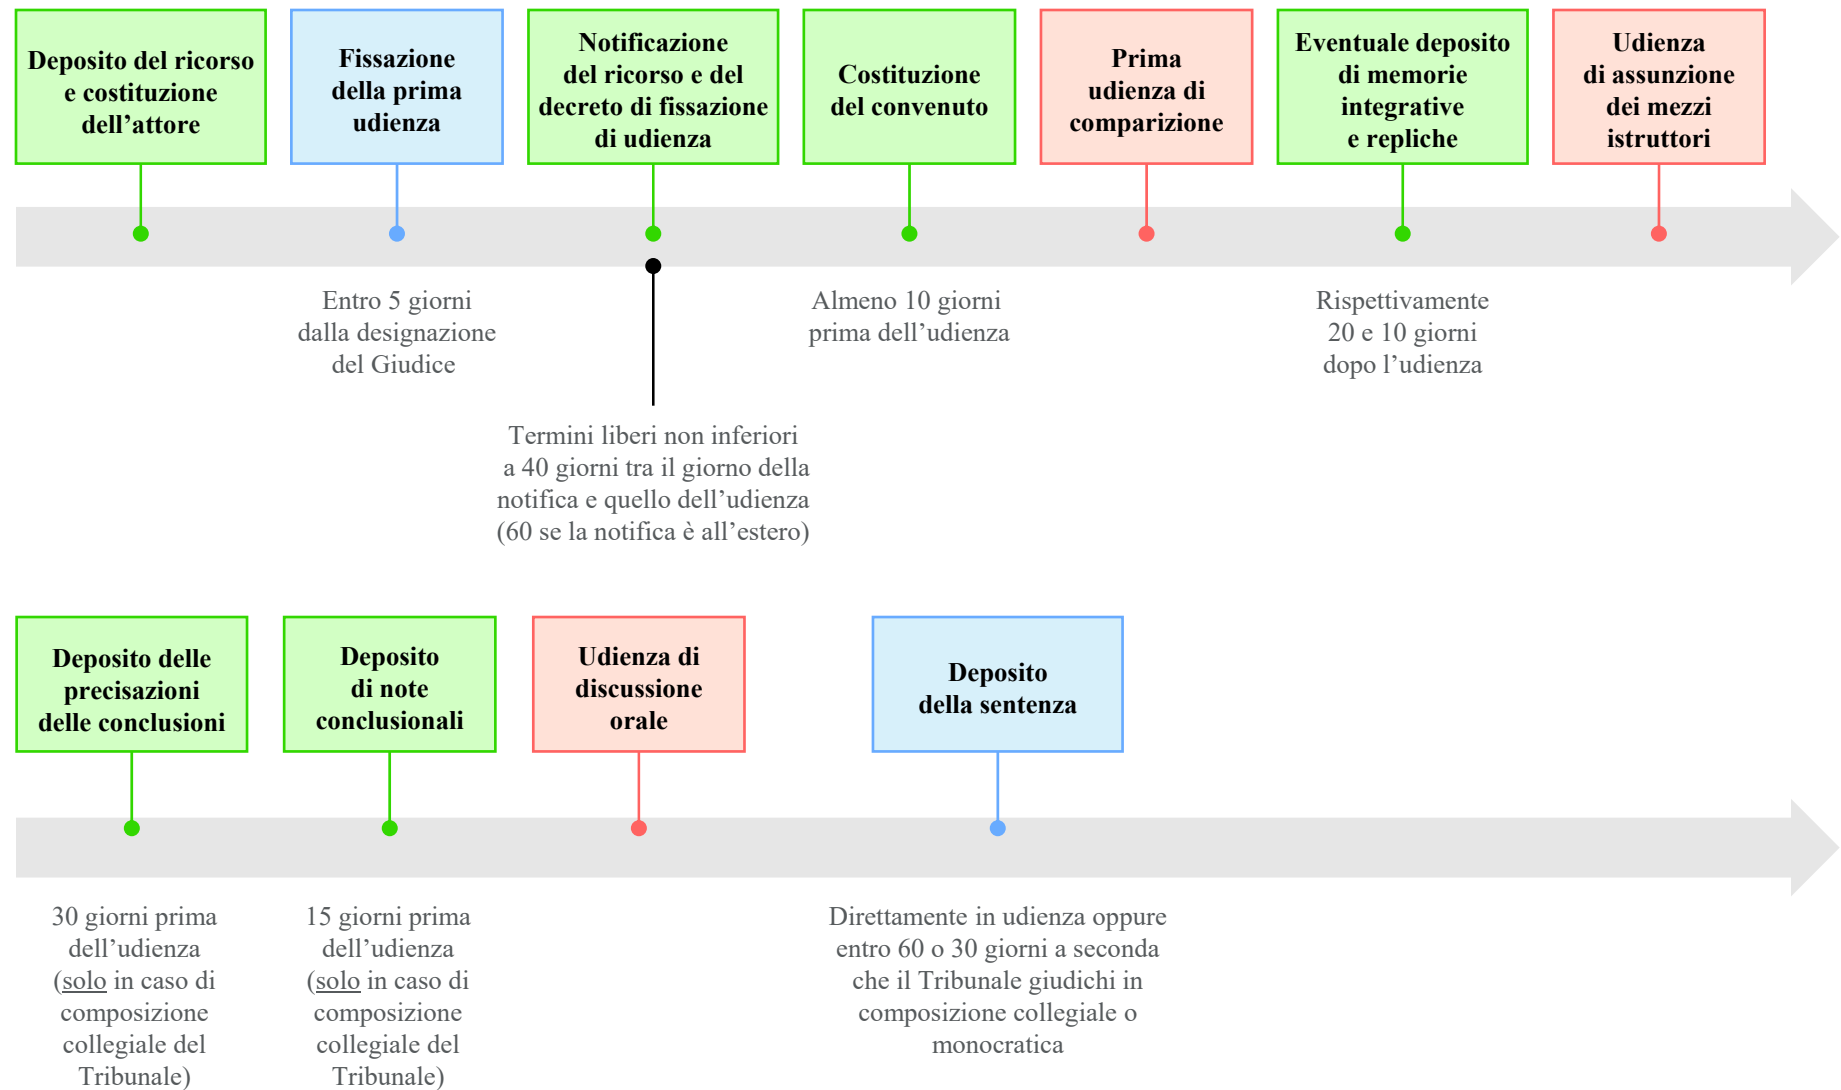 Deposito del ricorso
e costituzione
dell’attore
Fissazione
della prima
udienza
Notificazione
del ricorso e del
decreto di fissazione
di udienza
Costituzione
del convenuto
Prima
udienza di
comparizione
Eventuale deposito
di memorie
integrative
e repliche
Udienza
di assunzione
dei mezzi
istruttori
Entro 5 giorni
dalla designazione
del Giudice
Termini liberi non inferiori
a 40 giorni tra il giorno della
notifica e quello dell’udienza
(60 se la notifica è all’estero)
Almeno 10 giorni
prima dell’udienza
Rispettivamente
20 e 10 giorni
dopo l’udienza
Deposito delle
precisazioni
delle conclusioni
Deposito
di note
conclusionali
Udienza di
discussione
orale
Deposito
della sentenza
30 giorni prima
dell’udienza
(solo in caso di
composizione
collegiale del
Tribunale)
15 giorni prima
dell’udienza
(solo in caso di
composizione
collegiale del
Tribunale)
Direttamente in udienza oppure
entro 60 o 30 giorni a seconda
che il Tribunale giudichi in
composizione collegiale o
monocratica